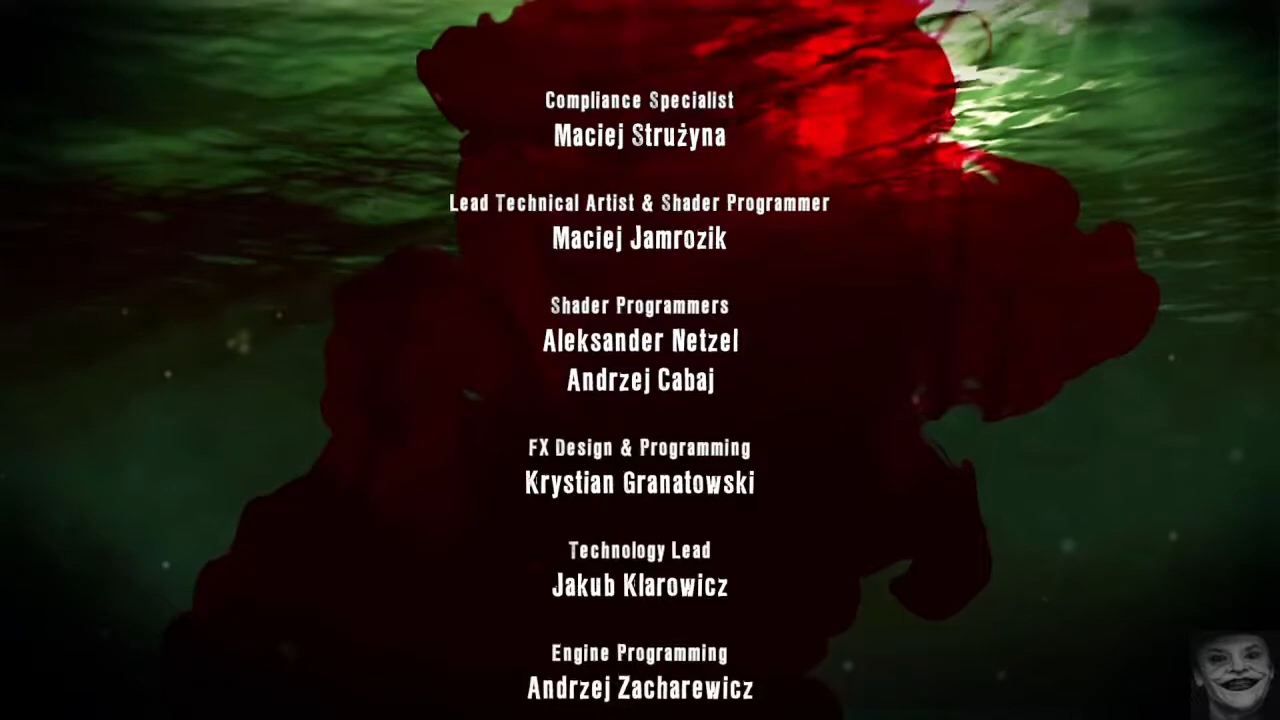 Compliance Specialist
Maciej Strużyna
Lead Technical Artist & Shader Programmer
Maciej Jamrozik
Shader Programmers
Aleksander Netzel
Andrzej Cabaj
FX Design & Programming
Krystian Granatowski
Technology Lead
Jakub Klarowicz
Engine Programming
Andrzej Zacharewicz